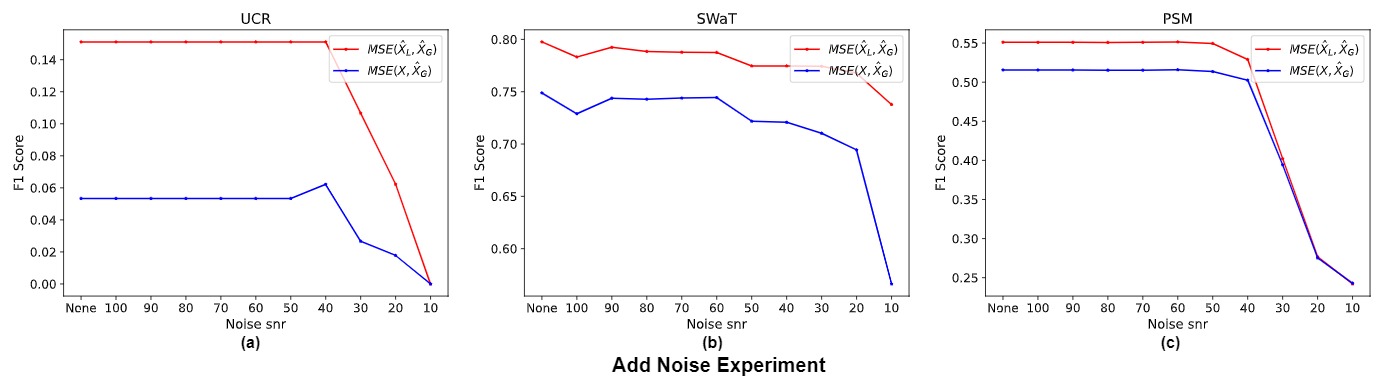 UCR
MSE(X̂_L, X̂_G)
MSE(X, X̂_G)
F1 Score
0.14
0.12
0.10
0.08
0.06
0.04
0.02
0.00
None 100 90 80 70 60 50 40 30 20 10
Noise snr
(a)
SWaT
MSE(X̂_L, X̂_G)
MSE(X, X̂_G)
F1 Score
0.80
0.75
0.70
0.65
0.60
None 100 90 80 70 60 50 40 30 20 10
Noise snr
(b)
PSM
MSE(X̂_L, X̂_G)
MSE(X, X̂_G)
F1 Score
0.55
0.50
0.45
0.40
0.35
0.30
0.25
None 100 90 80 70 60 50 40 30 20 10
Noise snr
(c)
Add Noise Experiment